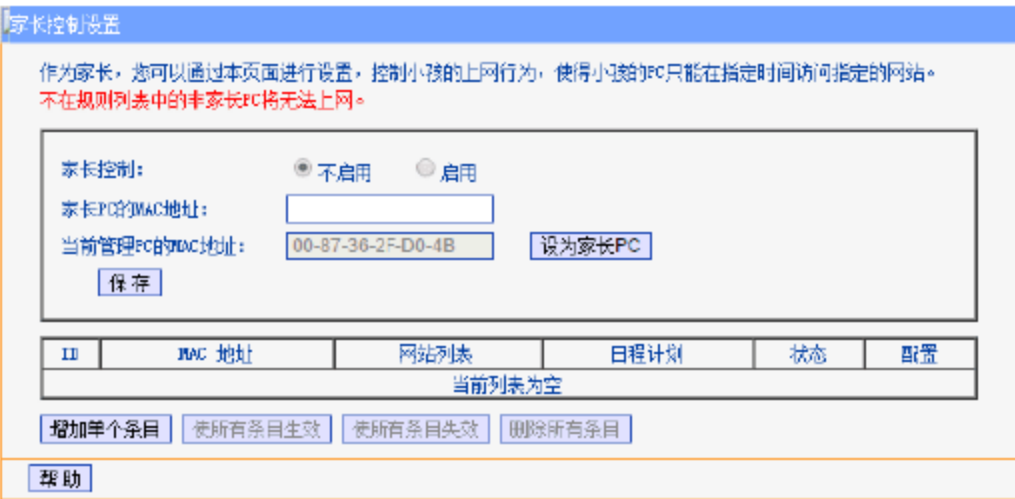 家长控制设置
作为家长，您可以通过本页面进行设置，控制小孩的上网行为，使得小孩的PC只能在指定时间访问指定的网站。
不在规则列表中的非家长PC将无法上网。
家长控制： 不启用 启用
家长PC的MAC地址：
当前管理PC的MAC地址： 00-87-36-2F-D0-4B 设为家长PC
保存
ID MAC 地址 网站列表 日程计划 状态 配置
当前列表为空
增加单个条目 使所有条目生效 使所有条目失效 删除所有条目
帮助